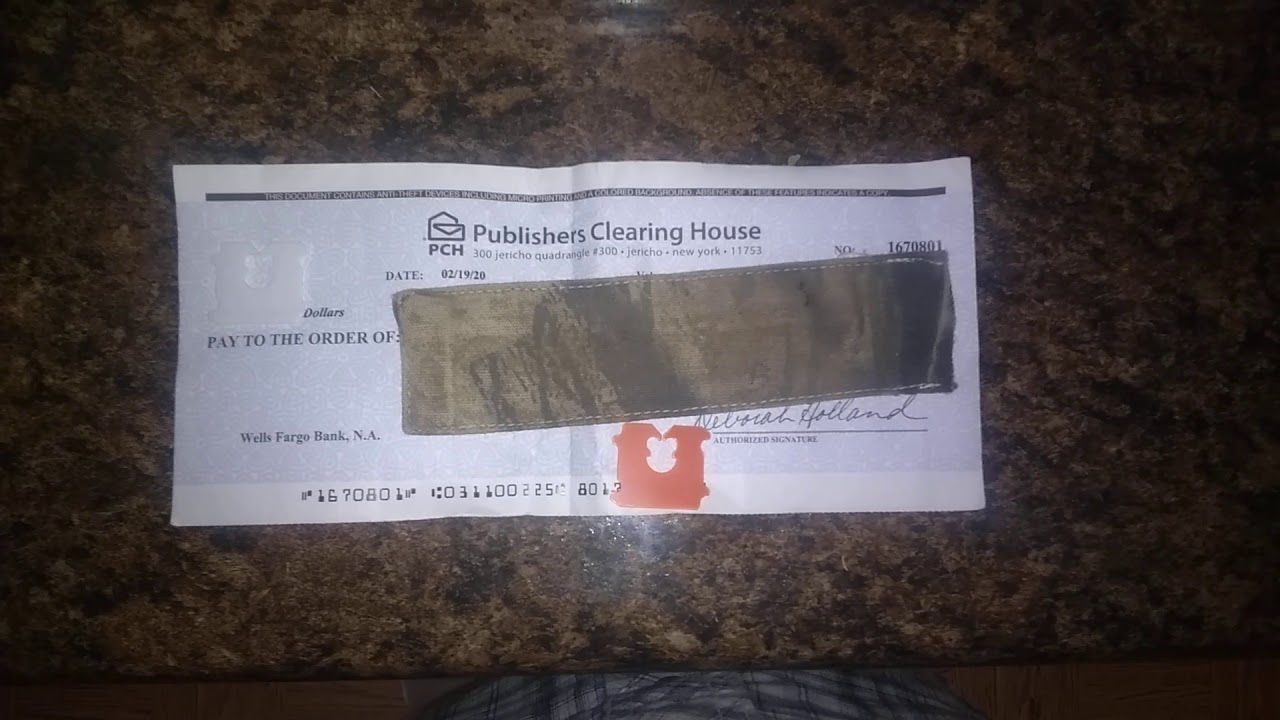 THIS DOCUMENT CONTAINS ANTI-THEFT DEVICES INCLUDING MICRO PRINTING AND A COLORED BACKGROUND. ABSENCE OF THESE FEATURES INDICATES A COPY.
PCH Publishers Clearing House
300 jericho quadrangle #300 • jericho • new york • 11753
NO: 1670801
DATE: 02/19/20
Dollars
PAY TO THE ORDER OF:
Deborah Holland
Wells Fargo Bank, N.A.
AUTHORIZED SIGNATURE
⑈1670801⑈ ⑆031100225⑆ 801